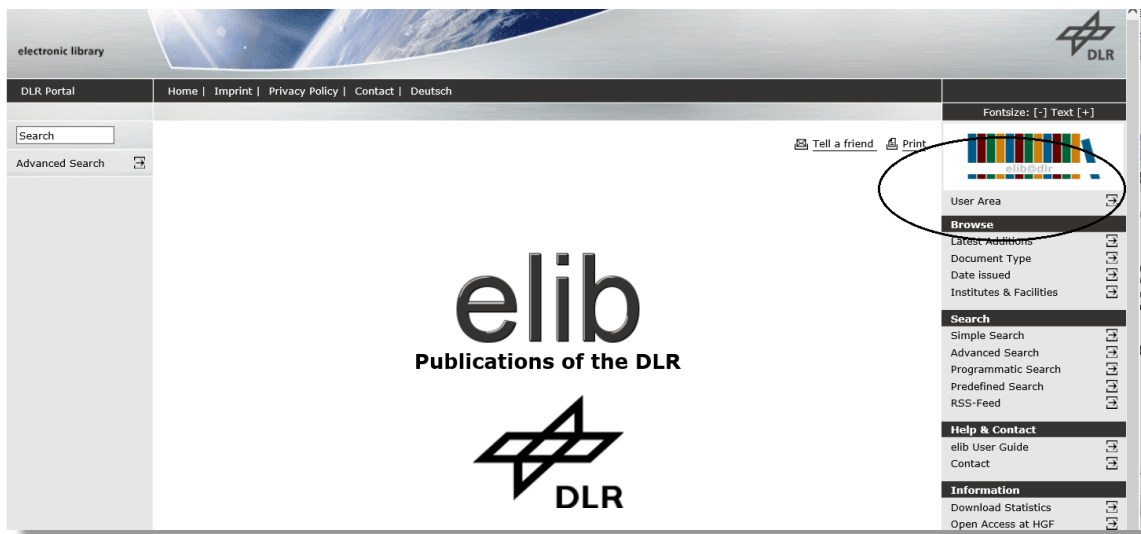 electronic library
DLR
DLR Portal
Home | Imprint | Privacy Policy | Contact | Deutsch
Fontsize: [-] Text [+]
Search
Advanced Search
Tell a friend Print
elib@dlr
User Area
Browse
Latest Additions
Document Type
Date issued
Institutes & Facilities
Search
Simple Search
Advanced Search
Programmatic Search
Predefined Search
RSS-Feed
Help & Contact
elib User Guide
Contact
Information
Download Statistics
Open Access at HGF
elib
Publications of the DLR
DLR